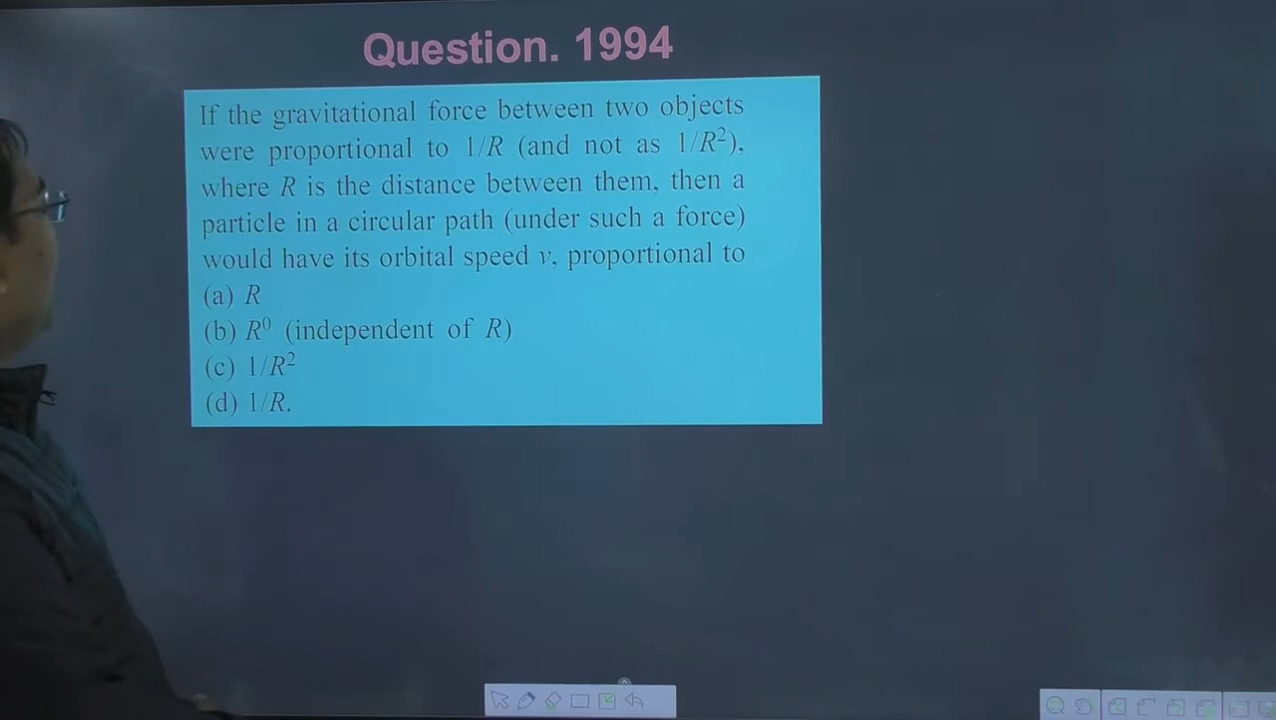 Question. 1994
If the gravitational force between two objects
were proportional to 1/R (and not as 1/R²),
where R is the distance between them, then a
particle in a circular path (under such a force)
would have its orbital speed v, proportional to
(a) R
(b) R⁰ (independent of R)
(c) 1/R²
(d) 1/R.